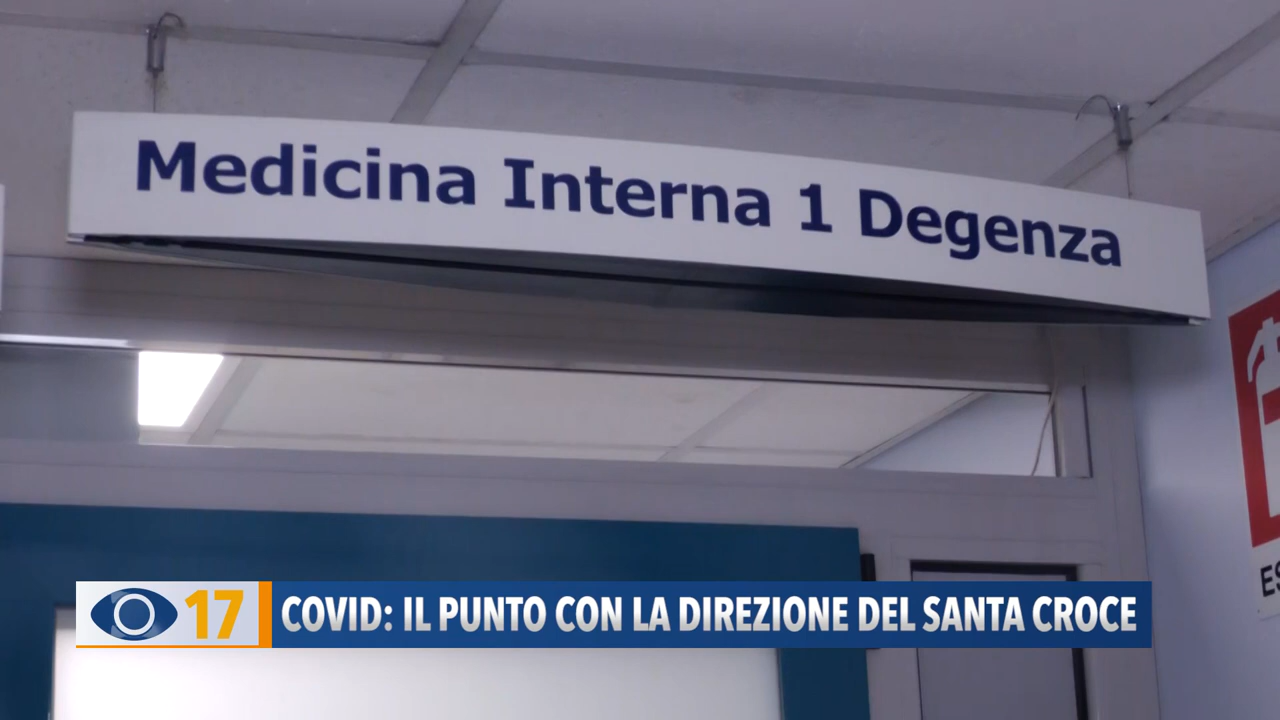 Medicina Interna 1 Degenza
17 COVID: IL PUNTO CON LA DIREZIONE DEL SANTA CROCE